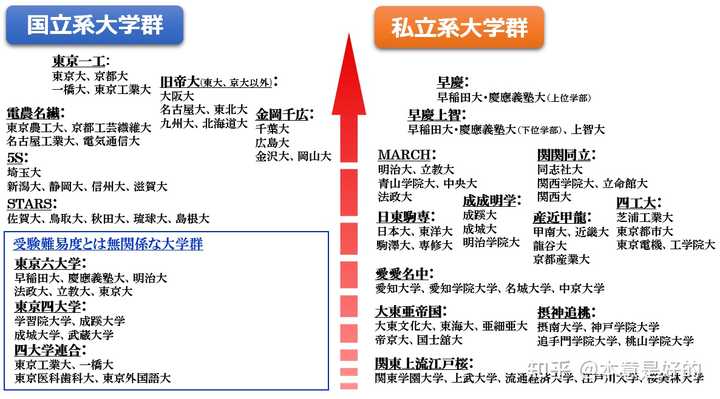 国立系大学群
東京一工:
東京大、京都大
一橋大、東京工業大
旧帝大(東大、京大以外):
大阪大
名古屋大、東北大
九州大、北海道大
電農名繊:
東京農工大、京都工芸繊維大
名古屋工業大、電気通信大
金岡千広:
千葉大
広島大
金沢大、岡山大
5S:
埼玉大
新潟大、静岡大、信州大、滋賀大
STARS:
佐賀大、鳥取大、秋田大、琉球大、島根大
受験難易度とは無関係な大学群
東京六大学:
早稲田大、慶應義塾大、明治大
法政大、立教大、東京大
東京四大学:
学習院大学、成蹊大学
成城大学、武蔵大学
四大学連合:
東京工業大、一橋大
東京医科歯科大、東京外国語大
私立系大学群
早慶:
早稲田大・慶應義塾大(上位学部)
早慶上智:
早稲田大・慶應義塾大(下位学部)、上智大
MARCH:
明治大、立教大
青山学院大、中央大
法政大
関関同立:
同志社大
関西学院大、立命館大
関西大
成成明学:
成蹊大
成城大
明治学院大
四工大:
芝浦工業大
東京都市大
東京電機、工学院大
日東駒専:
日本大、東洋大
駒澤大、専修大
産近甲龍:
甲南大、近畿大
龍谷大
京都産業大
愛愛名中:
愛知大学、愛知学院大学、名城大学、中京大学
大東亜帝国:
大東文化大、東海大、亜細亜大
帝京大、国士舘大
摂神追桃:
摂南大学、神戸学院大学
追手門学院大学、桃山学院大学
関東上流江戸桜:
関東学園大学、上武大学、流通経済大学、江戸川大学、桜美林大学
知乎 @本意是好的